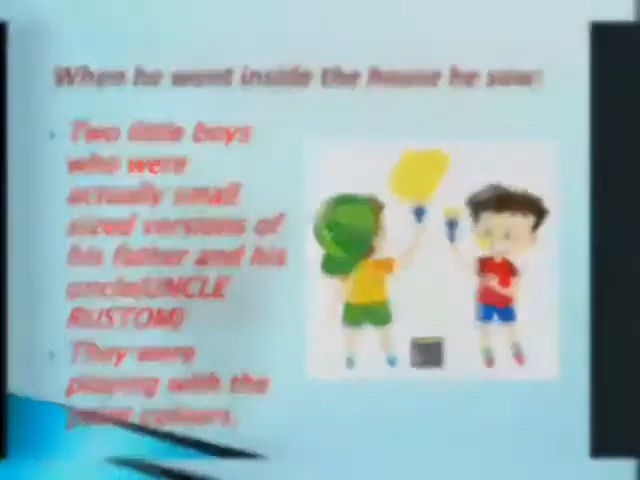 When he went inside the house he saw:
Two little boys
who were
actually small
sized versions of
his father and his
uncle(UNCLE
RUSTOM)
They were
playing with the